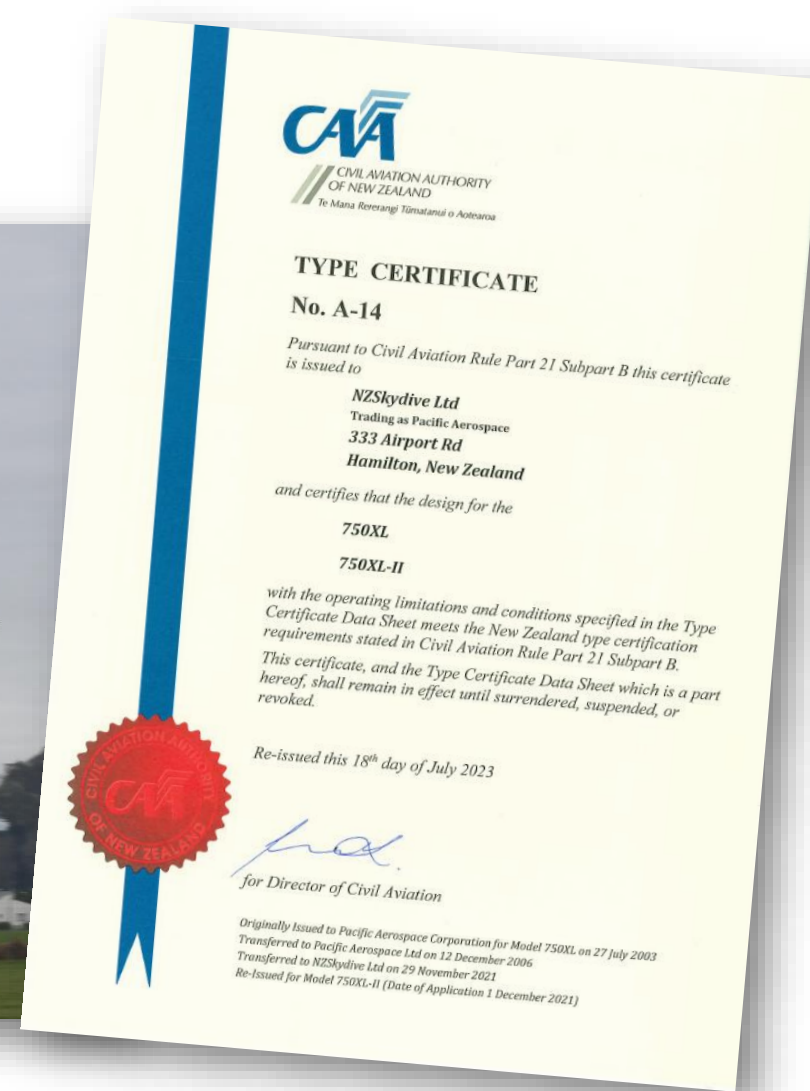 CAA
CIVIL AVIATION AUTHORITY
OF NEW ZEALAND
Te Mana Rererangi Tūmatanui o Aotearoa
TYPE CERTIFICATE
No. A-14
Pursuant to Civil Aviation Rule Part 21 Subpart B this certificate
is issued to
NZSkydive Ltd
Trading as Pacific Aerospace
333 Airport Rd
Hamilton, New Zealand
and certifies that the design for the
750XL
750XL-II
with the operating limitations and conditions specified in the Type
Certificate Data Sheet meets the New Zealand type certification
requirements stated in Civil Aviation Rule Part 21 Subpart B.
This certificate, and the Type Certificate Data Sheet which is a part
hereof, shall remain in effect until surrendered, suspended, or
revoked.
Re-issued this 18th day of July 2023
CIVIL AVIATION AUTHORITY
CAA
OF NEW ZEALAND
for Director of Civil Aviation
Originally Issued to Pacific Aerospace Corporation for Model 750XL on 27 July 2003
Transferred to Pacific Aerospace Ltd on 12 December 2006
Transferred to NZSkydive Ltd on 29 November 2021
Re-Issued for Model 750XL-II (Date of Application 1 December 2021)